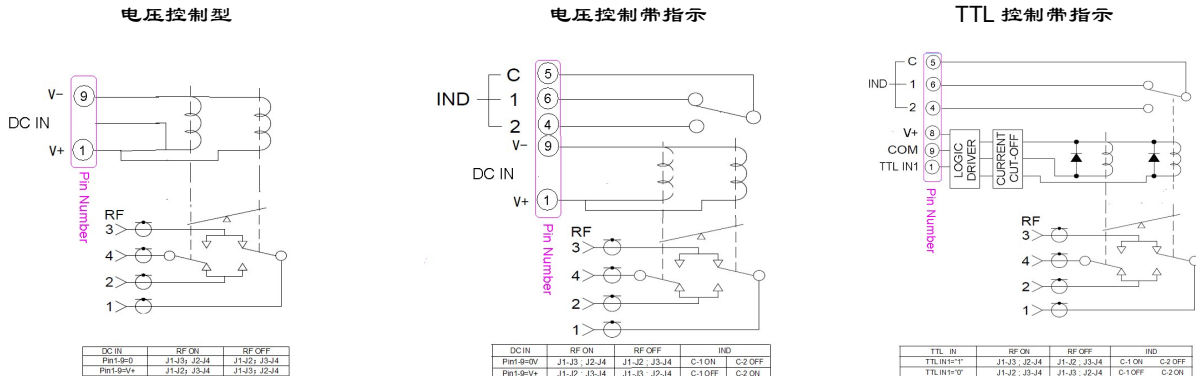 电压控制型
V-
9
DC IN
V+
1
Pin Number
RF
3
4
2
1
DC IN RF ON RF OFF
Pin1-9=0 J1-J3; J2-J4 J1-J2; J3-J4
Pin1-9=V+ J1-J2; J3-J4 J1-J3; J2-J4
电压控制带指示
IND
C 5
1 6
2 4
V- 9
DC IN
V+ 1
Pin Number
RF
3
4
2
1
DC IN RF ON RF OFF IND
Pin1-9=0V J1-J3 ; J2-J4 J1-J2 ; J3-J4 C-1 ON C-2 OFF
Pin1-9=V+ J1-J2 ; J3-J4 J1-J3 ; J2-J4 C-1 OFF C-2 ON
TTL 控制带指示
IND
C 5
1 6
2 4
V+ 8
COM 9
TTL IN1 1
LOGIC DRIVER
CURRENT CUT-OFF
Pin Number
RF
3
4
2
1
TTL IN RF ON RF OFF IND
TTL IN1="1" J1-J3 ; J2-J4 J1-J2 ; J3-J4 C-1 ON C-2 OFF
TTL IN1="0" J1-J2 ; J3-J4 J1-J3 ; J2-J4 C-1 OFF C-2 ON